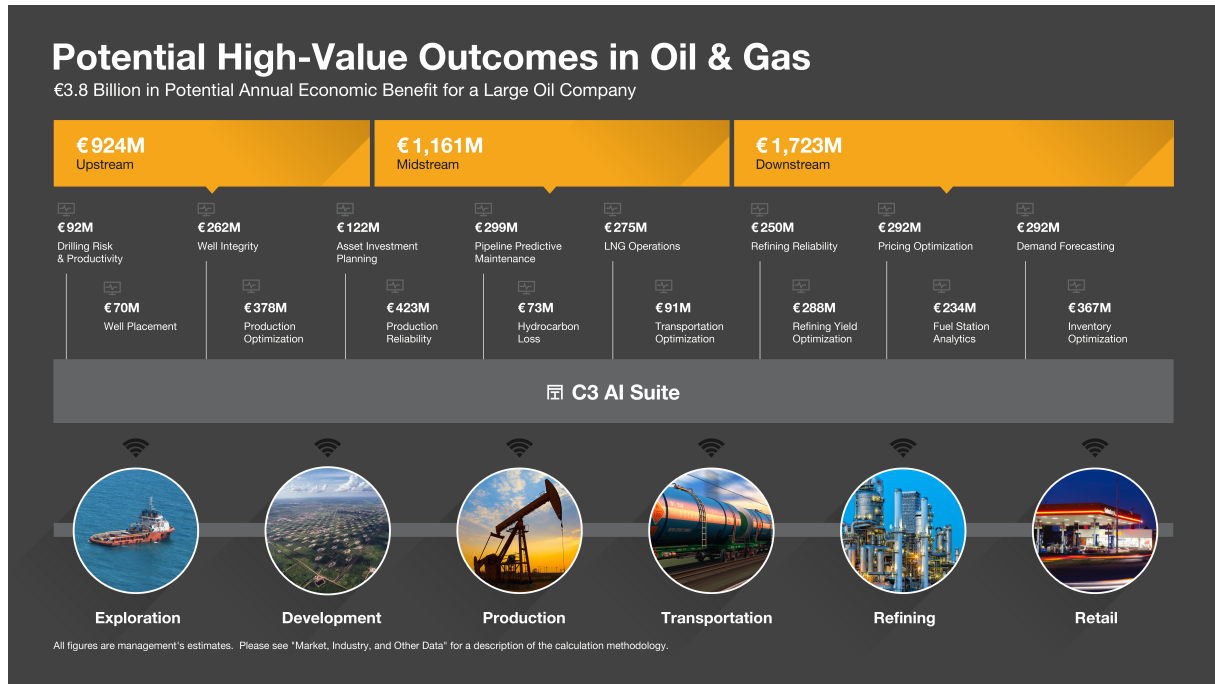 Potential High-Value Outcomes in Oil & Gas
€3.8 Billion in Potential Annual Economic Benefit for a Large Oil Company
€924M
Upstream
€1,161M
Midstream
€1,723M
Downstream
€92M
Drilling Risk
& Productivity
€262M
Well Integrity
€122M
Asset Investment
Planning
€299M
Pipeline Predictive
Maintenance
€275M
LNG Operations
€250M
Refining Reliability
€292M
Pricing Optimization
€292M
Demand Forecasting
€70M
Well Placement
€378M
Production
Optimization
€423M
Production
Reliability
€73M
Hydrocarbon
Loss
€91M
Transportation
Optimization
€288M
Refining Yield
Optimization
€234M
Fuel Station
Analytics
€367M
Inventory
Optimization
C3 AI Suite
Exploration
Development
Production
Transportation
Refining
Retail
All figures are management's estimates.  Please see "Market, Industry, and Other Data" for a description of the calculation methodology.